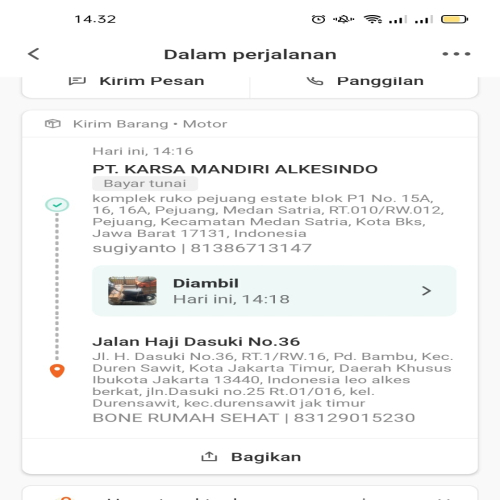 14.32
Dalam perjalanan
Kirim Pesan
Panggilan
Kirim Barang • Motor
Hari ini, 14:16
PT. KARSA MANDIRI ALKESINDO
Bayar tunai
komplek ruko pejuang estate blok P1 No. 15A,
16, 16A, Pejuang, Medan Satria, RT.010/RW.012,
Pejuang, Kecamatan Medan Satria, Kota Bks,
Jawa Barat 17131, Indonesia
sugiyanto | 81386713147
Diambil
Hari ini, 14:18
Jalan Haji Dasuki No.36
Jl. H. Dasuki No.36, RT.1/RW.16, Pd. Bambu, Kec.
Duren Sawit, Kota Jakarta Timur, Daerah Khusus
Ibukota Jakarta 13440, Indonesia leo alkes
berkat, jln.Dasuki no.25 Rt.01/016, kel.
Durensawit, kec.durensawit jak timur
BONE RUMAH SEHAT | 83129015230
Bagikan